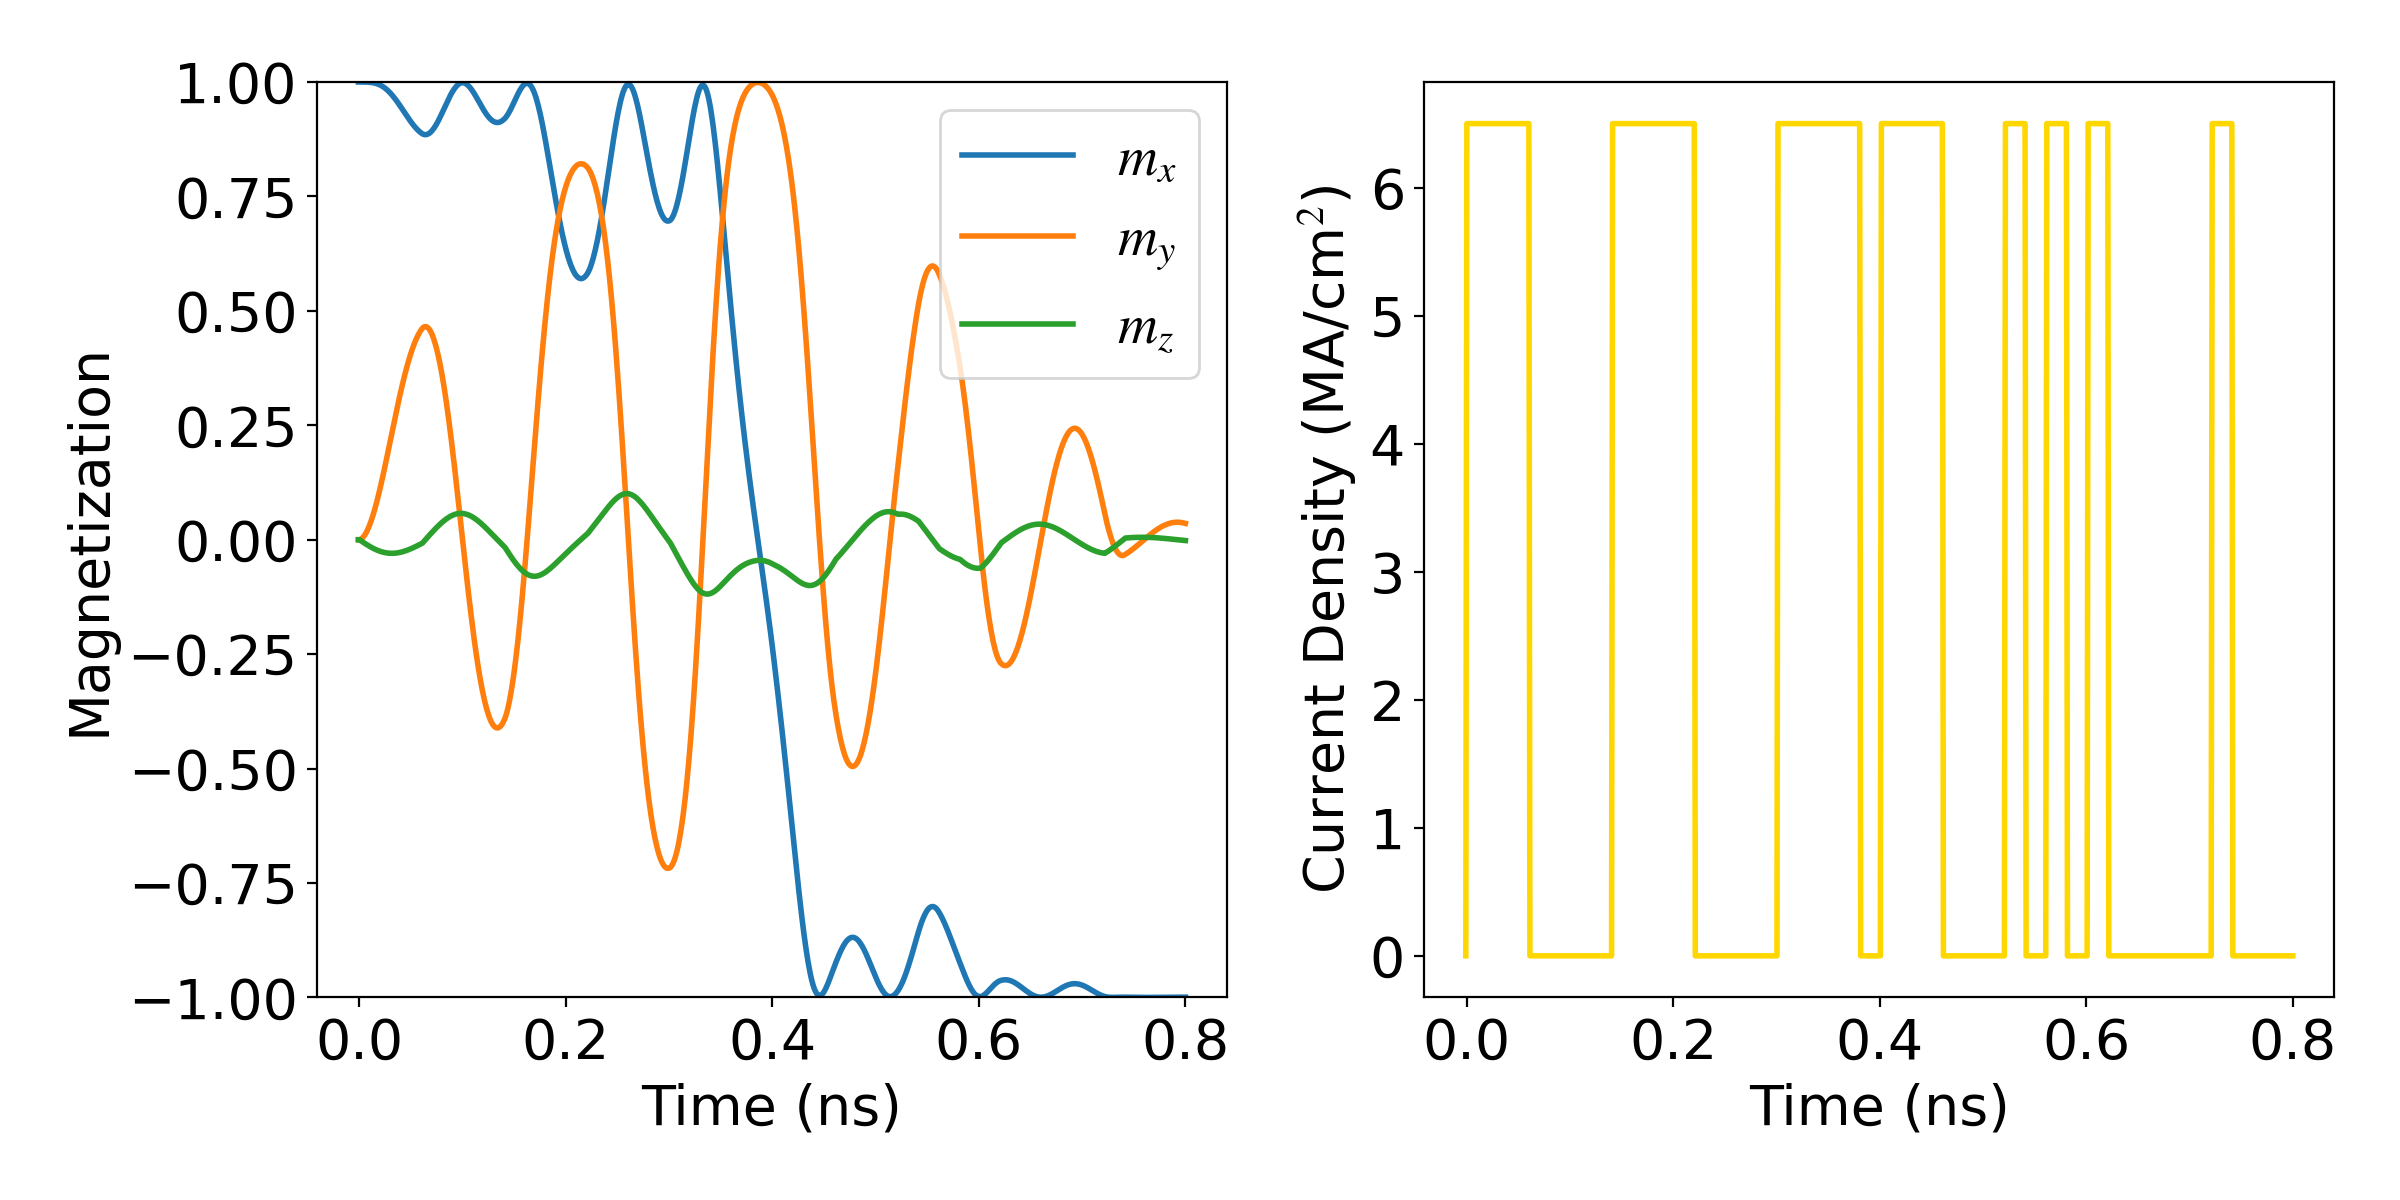 Magnetization
1.00
0.75
0.50
0.25
0.00
−0.25
−0.50
−0.75
−1.00
0.0 0.2 0.4 0.6 0.8
Time (ns)
m_x
m_y
m_z
Current Density (MA/cm²)
6
5
4
3
2
1
0
0.0 0.2 0.4 0.6 0.8
Time (ns)